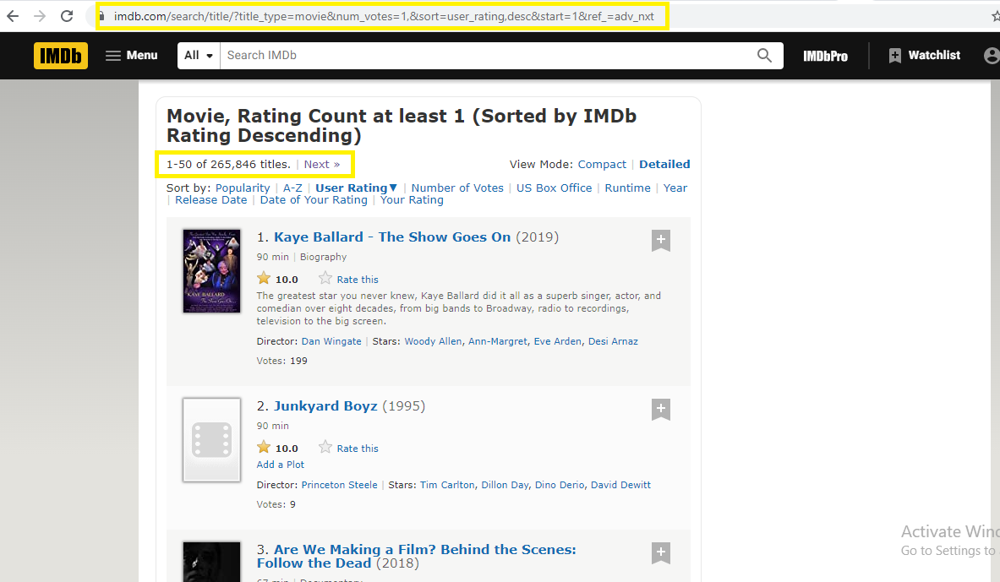 imdb.com/search/title/?title_type=movie&num_votes=1,&sort=user_rating,desc&start=1&ref_=adv_nxt
IMDb Menu All Search IMDb IMDbPro Watchlist
Movie, Rating Count at least 1 (Sorted by IMDb
Rating Descending)
1-50 of 265,846 titles. | Next » View Mode: Compact | Detailed
Sort by: Popularity | A-Z | User Rating▼ | Number of Votes | US Box Office | Runtime | Year
| Release Date | Date of Your Rating | Your Rating
1. Kaye Ballard - The Show Goes On (2019)
90 min | Biography
10.0 Rate this
The greatest star you never knew, Kaye Ballard did it all as a superb singer, actor, and
comedian over eight decades, from big bands to Broadway, radio to recordings,
television to the big screen.
Director: Dan Wingate | Stars: Woody Allen, Ann-Margret, Eve Arden, Desi Arnaz
Votes: 199
KAYE BALLARD
The Show Goes On
2. Junkyard Boyz (1995)
90 min
10.0 Rate this
Add a Plot
Director: Princeton Steele | Stars: Tim Carlton, Dillon Day, Dino Derio, David Dewitt
Votes: 9
3. Are We Making a Film? Behind the Scenes:
Follow the Dead (2018)
67 min | Documentary
Activate Wind
Go to Settings to